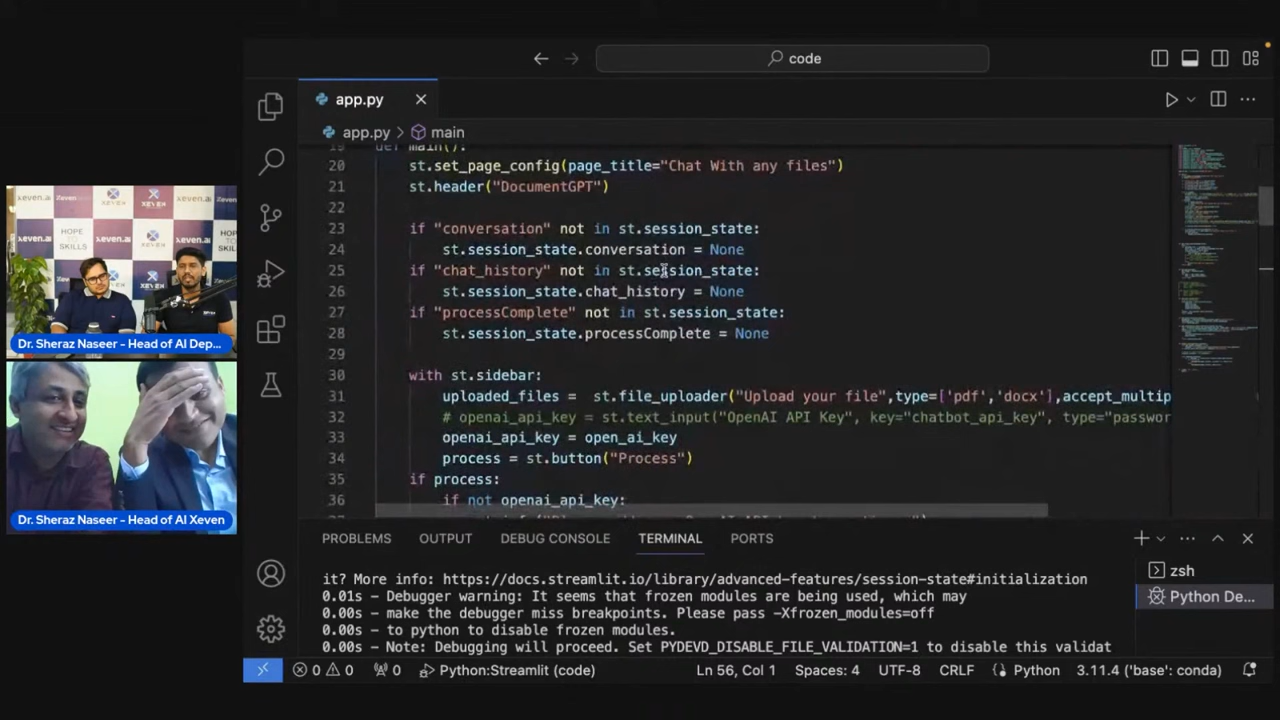 code
app.py
app.py > main
19 def main():
20 st.set_page_config(page_title="Chat With any files")
21 st.header("DocumentGPT")
22
23 if "conversation" not in st.session_state:
24 st.session_state.conversation = None
25 if "chat_history" not in st.session_state:
26 st.session_state.chat_history = None
27 if "processComplete" not in st.session_state:
28 st.session_state.processComplete = None
29
30 with st.sidebar:
31 uploaded_files =  st.file_uploader("Upload your file",type=['pdf','docx'],accept_multip
32 # openai_api_key = st.text_input("OpenAI API Key", key="chatbot_api_key", type="passwor
33 openai_api_key = open_ai_key
34 process = st.button("Process")
35 if process:
36 if not openai_api_key:
PROBLEMS OUTPUT DEBUG CONSOLE TERMINAL PORTS
it? More info: https://docs.streamlit.io/library/advanced-features/session-state#initialization
0.01s - Debugger warning: It seems that frozen modules are being used, which may
0.00s - make the debugger miss breakpoints. Please pass -Xfrozen_modules=off
0.00s - to python to disable frozen modules.
0.00s - Note: Debugging will proceed. Set PYDEVD_DISABLE_FILE_VALIDATION=1 to disable this validat
zsh
Python De...
0 0 0 Python:Streamlit (code) Ln 56, Col 1 Spaces: 4 UTF-8 CRLF Python 3.11.4 ('base': conda)
XEVEN
xeven.ai
HOPE TO SKILLS
Dr. Sheraz Naseer - Head of AI Dep...
Dr. Sheraz Naseer - Head of AI Xeven